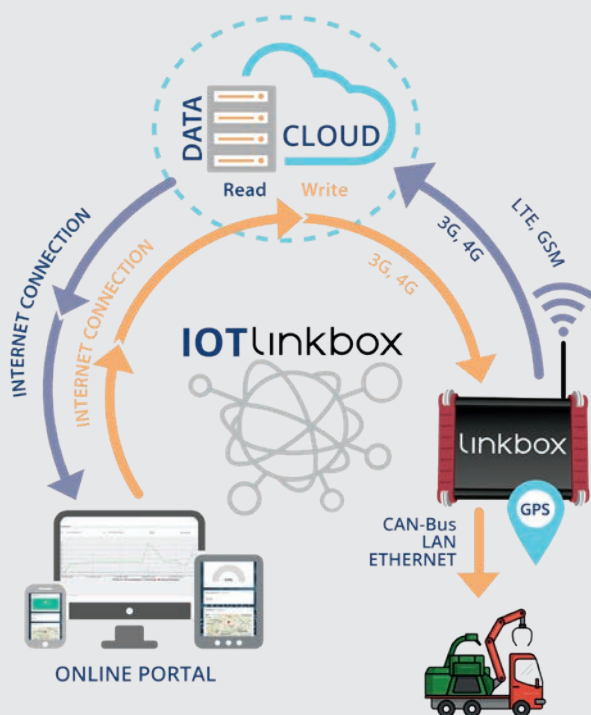 DATA
CLOUD
Read Write
INTERNET CONNECTION
INTERNET CONNECTION
3G, 4G
3G, 4G
LTE, GSM
IOTlinkbox
linkbox
GPS
CAN-Bus
LAN
ETHERNET
ONLINE PORTAL